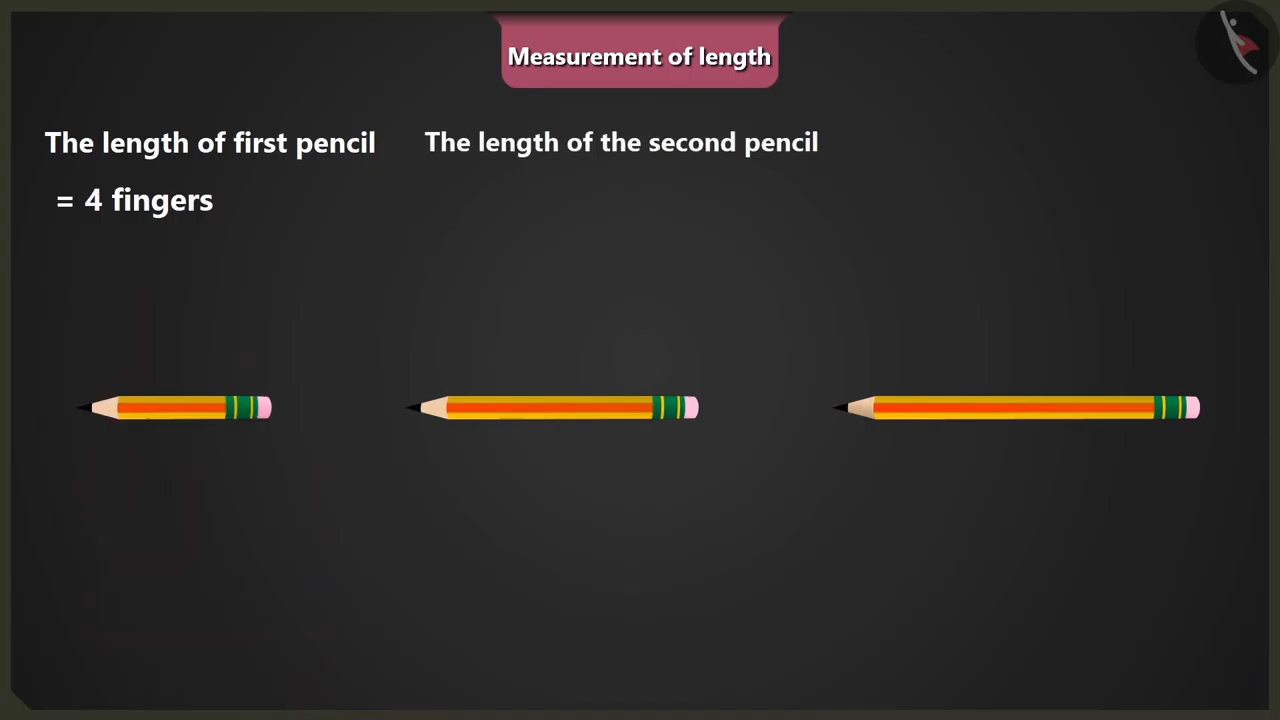 Measurement of length
The length of first pencil
= 4 fingers
The length of the second pencil